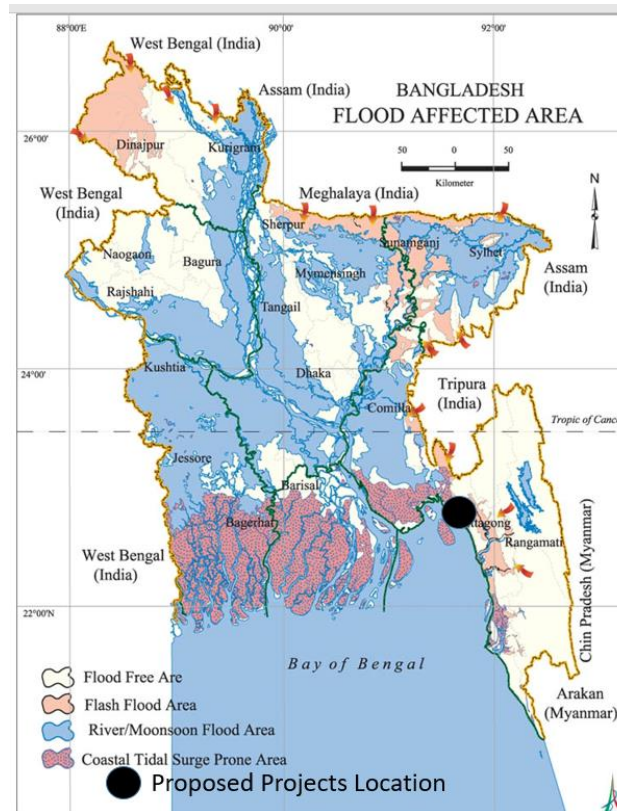 88°00'E
90°00
92°00
West Bengal (India)
Assam (India)
BANGLADESH
FLOOD AFFECTED AREA
26°00
Dinajpur
Kurigram
50 0 50
Kilometer
N
West Bengal
(India)
Meghalaya (India)
Sherpur
Sunamganj
Sylhet
Naogaon
Bagura
Mymensingh
Assam
(India)
Rajshahi
Tangail
24°00
Kushtia
Dhaka
Tripura
(India)
Comilla
Tropic of Cance
Jessore
Barisal
Bagerhat
ttagong
Rangamati
West Bengal
(India)
Chin Pradesh (Myanmar)
22°00
Bay of Bengal
Arakan
(Myanmar)
Flood Free Are
Flash Flood Area
River/Moonsoon Flood Area
Coastal Tidal Surge Prone Area
Proposed Projects Location